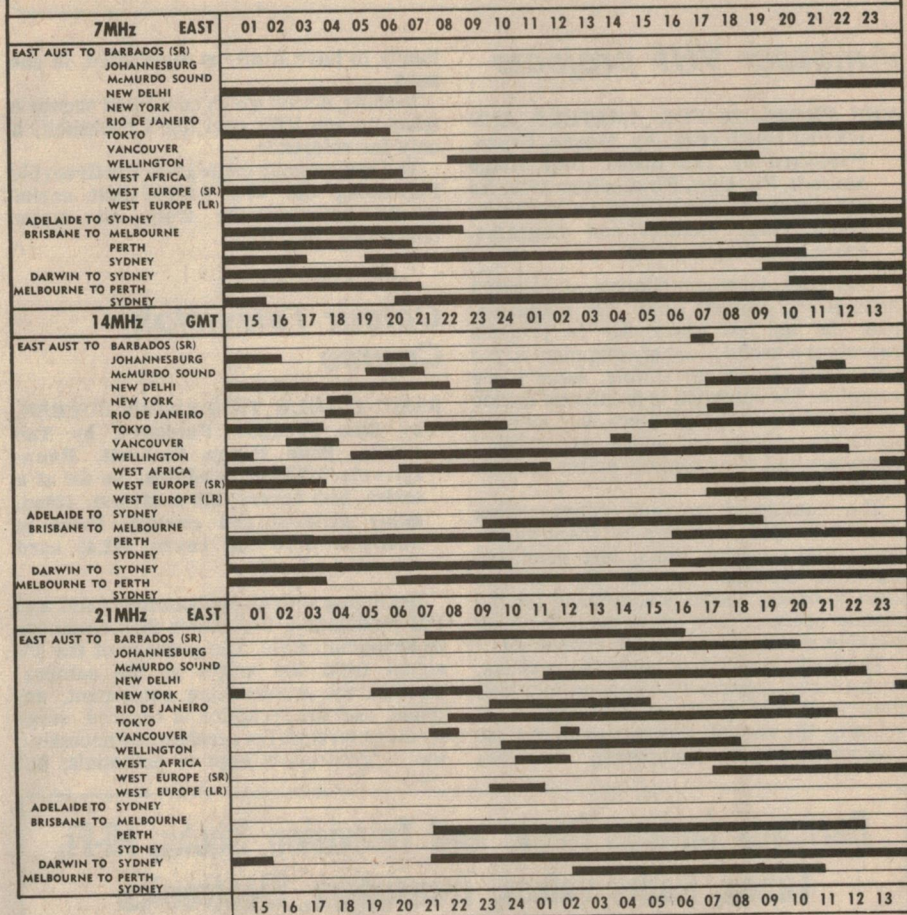 7MHz EAST 01 02 03 04 05 06 07 08 09 10 11 12 13 14 15 16 17 18 19 20 21 22 23
EAST AUST TO BARBADOS (SR)
JOHANNESBURG
McMURDO SOUND
NEW DELHI
NEW YORK
RIO DE JANEIRO
TOKYO
VANCOUVER
WELLINGTON
WEST AFRICA
WEST EUROPE (SR)
WEST EUROPE (LR)
ADELAIDE TO SYDNEY
BRISBANE TO MELBOURNE
PERTH
SYDNEY
DARWIN TO SYDNEY
MELBOURNE TO PERTH
SYDNEY
14MHz GMT 15 16 17 18 19 20 21 22 23 24 01 02 03 04 05 06 07 08 09 10 11 12 13
EAST AUST TO BARBADOS (SR)
JOHANNESBURG
McMURDO SOUND
NEW DELHI
NEW YORK
RIO DE JANEIRO
TOKYO
VANCOUVER
WELLINGTON
WEST AFRICA
WEST EUROPE (SR)
WEST EUROPE (LR)
ADELAIDE TO SYDNEY
BRISBANE TO MELBOURNE
PERTH
SYDNEY
DARWIN TO SYDNEY
MELBOURNE TO PERTH
SYDNEY
21MHz EAST 01 02 03 04 05 06 07 08 09 10 11 12 13 14 15 16 17 18 19 20 21 22 23
EAST AUST TO BARBADOS (SR)
JOHANNESBURG
McMURDO SOUND
NEW DELHI
NEW YORK
RIO DE JANEIRO
TOKYO
VANCOUVER
WELLINGTON
WEST AFRICA
WEST EUROPE (SR)
WEST EUROPE (LR)
ADELAIDE TO SYDNEY
BRISBANE TO MELBOURNE
PERTH
SYDNEY
DARWIN TO SYDNEY
MELBOURNE TO PERTH
SYDNEY
15 16 17 18 19 20 21 22 23 24 01 02 03 04 05 06 07 08 09 10 11 12 13